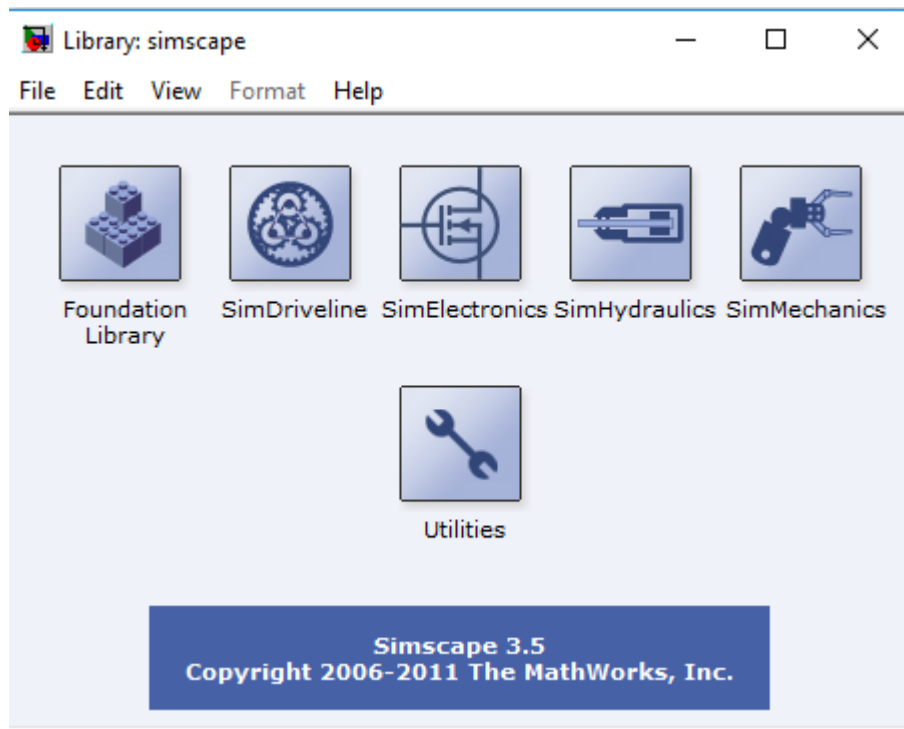 Library: simscape
File Edit View Format Help
Foundation Library
SimDriveline
SimElectronics
SimHydraulics
SimMechanics
Utilities
Simscape 3.5
Copyright 2006-2011 The MathWorks, Inc.